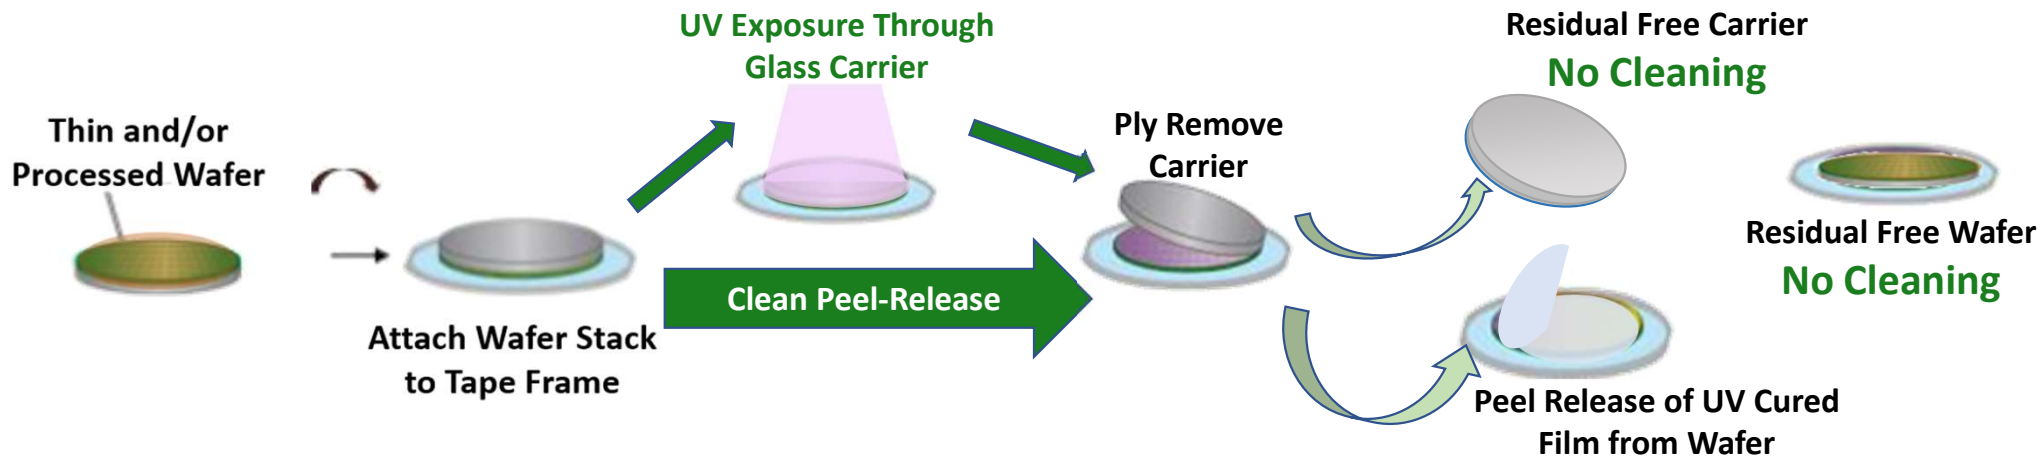 Thin and/or
Processed Wafer
Attach Wafer Stack
to Tape Frame
UV Exposure Through
Glass Carrier
Clean Peel-Release
Ply Remove
Carrier
Residual Free Carrier
No Cleaning
Peel Release of UV Cured
Film from Wafer
Residual Free Wafer
No Cleaning